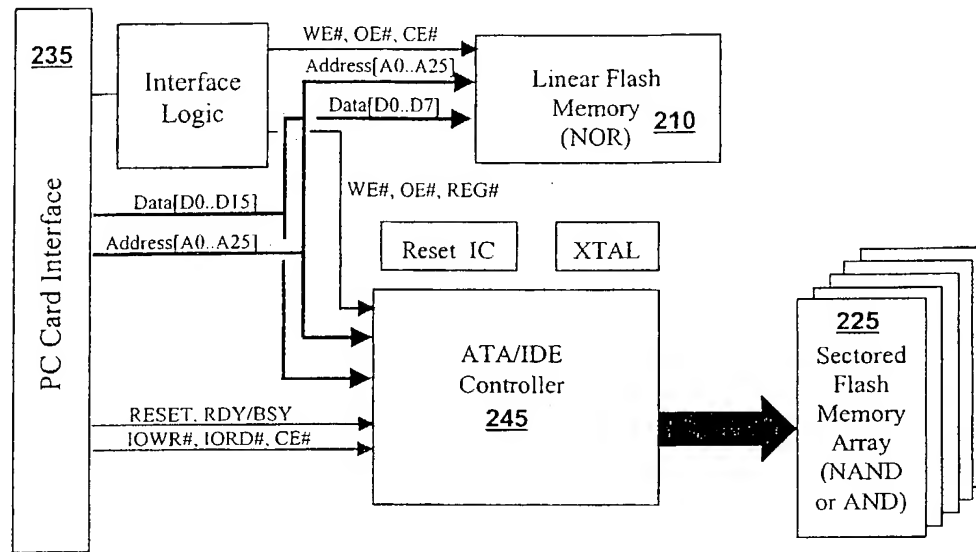 235
PC Card Interface
Interface
Logic
WE#, OE#, CE#
Address[A0..A25]
Data[D0..D7]
Linear Flash
Memory
(NOR)
210
WE#, OE#, REG#
Data[D0..D15]
Address[A0..A25]
Reset IC
XTAL
ATA/IDE
Controller
245
RESET, RDY/BSY
IOWR#, IORD#, CE#
225
Sectored
Flash
Memory
Array
(NAND
or AND)